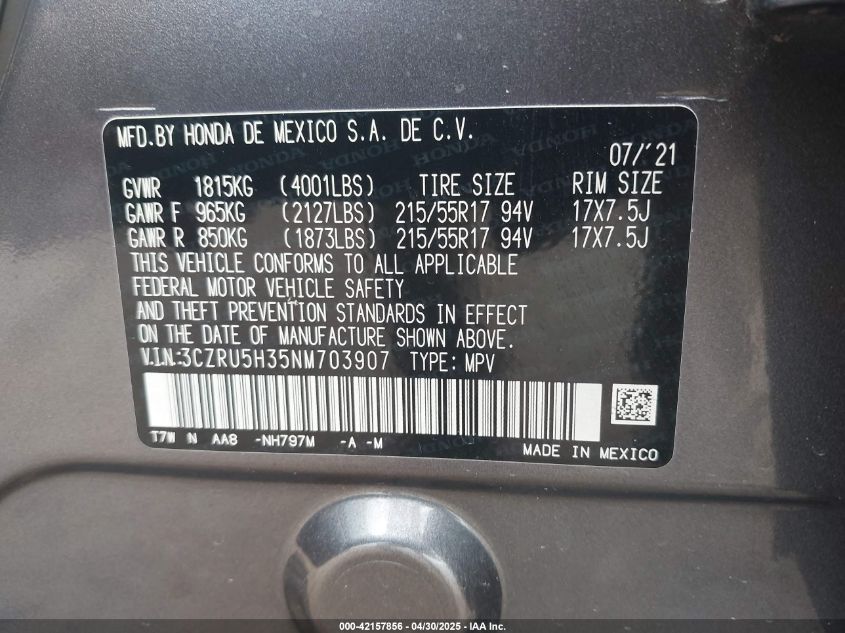 MFD.BY HONDA DE MEXICO S.A. DE C.V.
07/'21
GVWR 1815KG (4001LBS) TIRE SIZE RIM SIZE
GAWR F 965KG (2127LBS) 215/55R17 94V 17X7.5J
GAWR R 850KG (1873LBS) 215/55R17 94V 17X7.5J
THIS VEHICLE CONFORMS TO ALL APPLICABLE
FEDERAL MOTOR VEHICLE SAFETY
AND THEFT PREVENTION STANDARDS IN EFFECT
ON THE DATE OF MANUFACTURE SHOWN ABOVE.
V.I.N.:3CZRU5H35NM703907 TYPE: MPV
T7W N AA8 -NH797M -A -M
MADE IN MEXICO
000-42157856 - 04/30/2025 - IAA Inc.